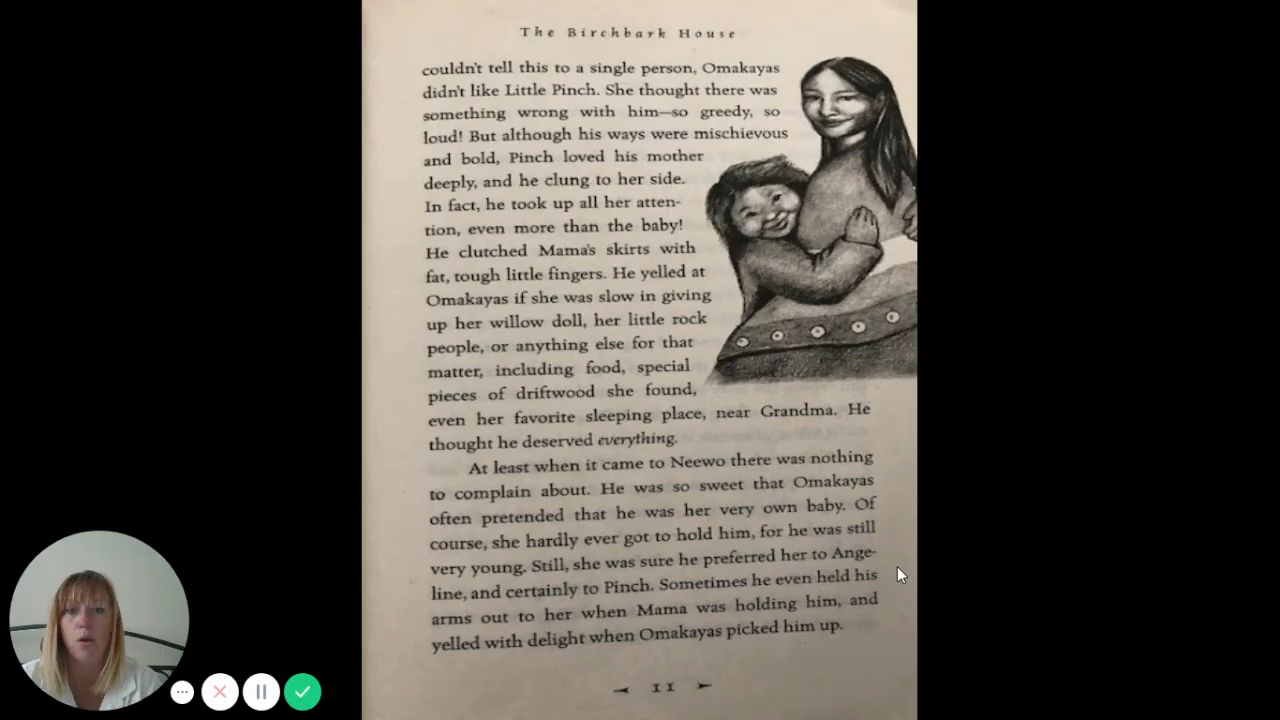 The Birchbark House
couldn't tell this to a single person, Omakayas
didn't like Little Pinch. She thought there was
something wrong with him—so greedy, so
loud! But although his ways were mischievous
and bold, Pinch loved his mother
deeply, and he clung to her side.
In fact, he took up all her atten-
tion, even more than the baby!
He clutched Mama's skirts with
fat, tough little fingers. He yelled at
Omakayas if she was slow in giving
up her willow doll, her little rock
people, or anything else for that
matter, including food, special
pieces of driftwood she found,
even her favorite sleeping place, near Grandma. He
thought he deserved everything.
At least when it came to Neewo there was nothing
to complain about. He was so sweet that Omakayas
often pretended that he was her very own baby. Of
course, she hardly ever got to hold him, for he was still
very young. Still, she was sure he preferred her to Ange-
line, and certainly to Pinch. Sometimes he even held his
arms out to her when Mama was holding him, and
yelled with delight when Omakayas picked him up.
11